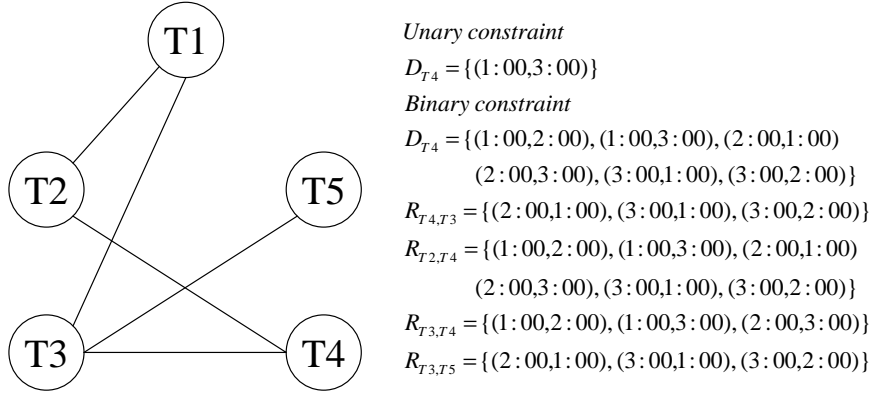 T1
T2
T5
T3
T4
Unary constraint
D_{T4} = {(1:00,3:00)}
Binary constraint
D_{T4} = {(1:00,2:00),(1:00,3:00),(2:00,1:00)
(2:00,3:00),(3:00,1:00),(3:00,2:00)}
R_{T4,T3} = {(2:00,1:00),(3:00,1:00),(3:00,2:00)}
R_{T2,T4} = {(1:00,2:00),(1:00,3:00),(2:00,1:00)
(2:00,3:00),(3:00,1:00),(3:00,2:00)}
R_{T3,T4} = {(1:00,2:00),(1:00,3:00),(2:00,3:00)}
R_{T3,T5} = {(2:00,1:00),(3:00,1:00),(3:00,2:00)}